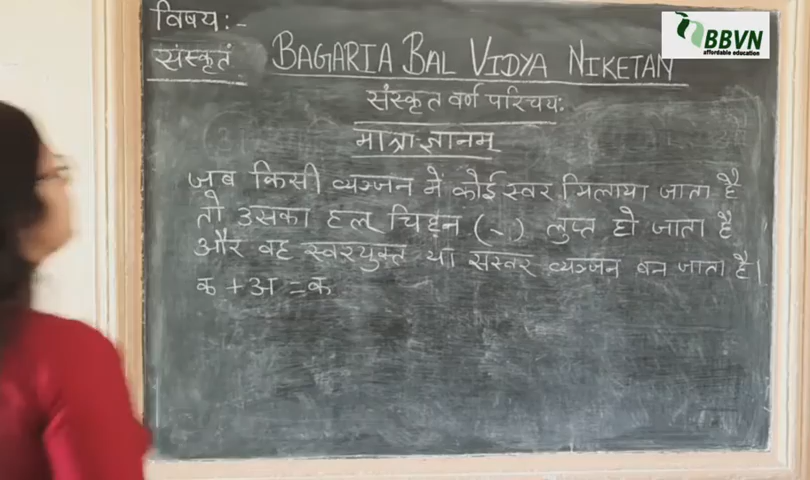 विषय:-
संस्कृतं
BAGARIA BAL VIDYA NIKETAN
BBVN
affordable education
संस्कृत वर्ण परिचय:
मात्रा-ज्ञानम्
जब किसी व्यञ्जन में कोई स्वर मिलाया जाता है
तो उसका हल् चिह्न (-) लुप्त हो जाता है
और वह स्वरयुक्त या सस्वर व्यञ्जन बन जाता है।
क + अ = क